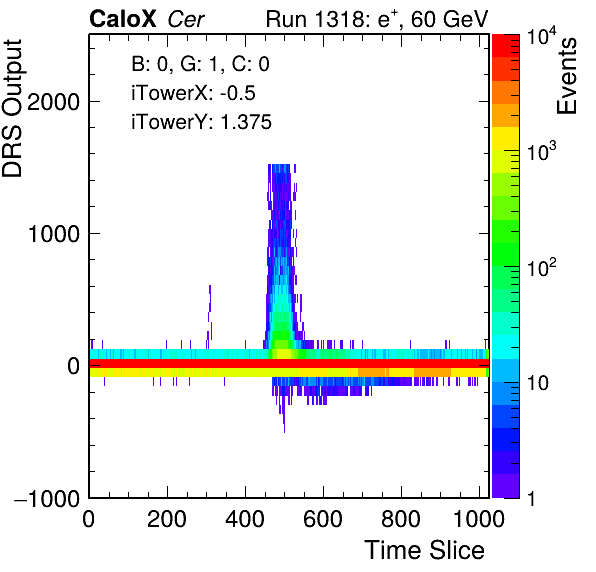 CaloX Cer Run 1318: e⁺, 60 GeV
B: 0, G: 1, C: 0
iTowerX: -0.5
iTowerY: 1.375
DRS Output
2000
1000
0
−1000
0 200 400 600 800 1000
Time Slice
Events
10⁴
10³
10²
10
1